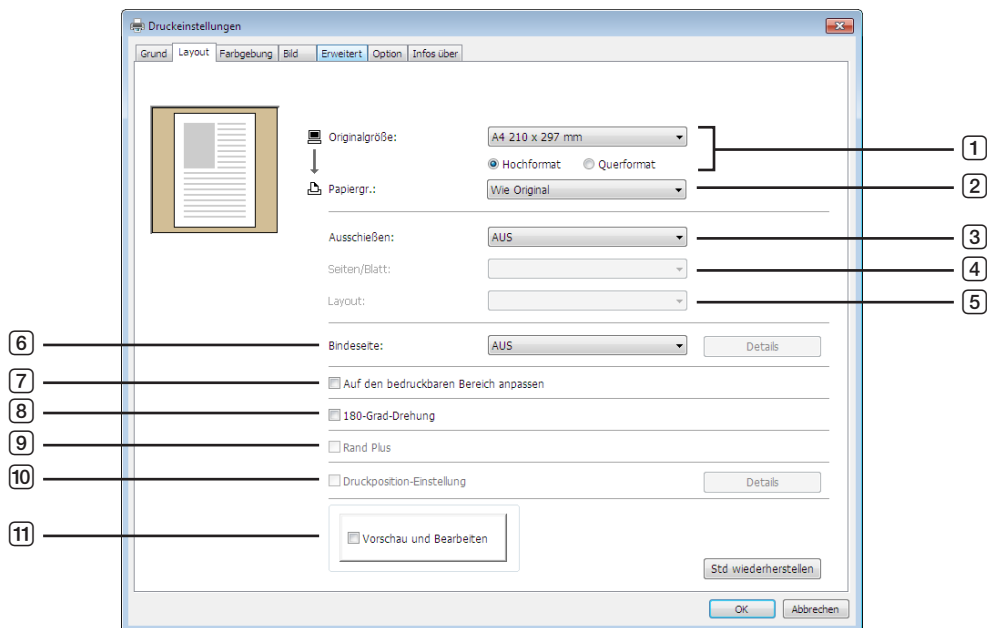 Druckeinstellungen
Grund Layout Farbgebung Bild Erweitert Option Infos über
Originalgröße: A4 210 x 297 mm
1
Hochformat Querformat
Papiergr.: Wie Original 2
Ausschießen: AUS 3
Seiten/Blatt: 4
Layout: 5
6 Bindeseite: AUS Details
7 Auf den bedruckbaren Bereich anpassen
8 180-Grad-Drehung
9 Rand Plus
10 Druckposition-Einstellung Details
11 Vorschau und Bearbeiten
Std wiederherstellen
OK Abbrechen